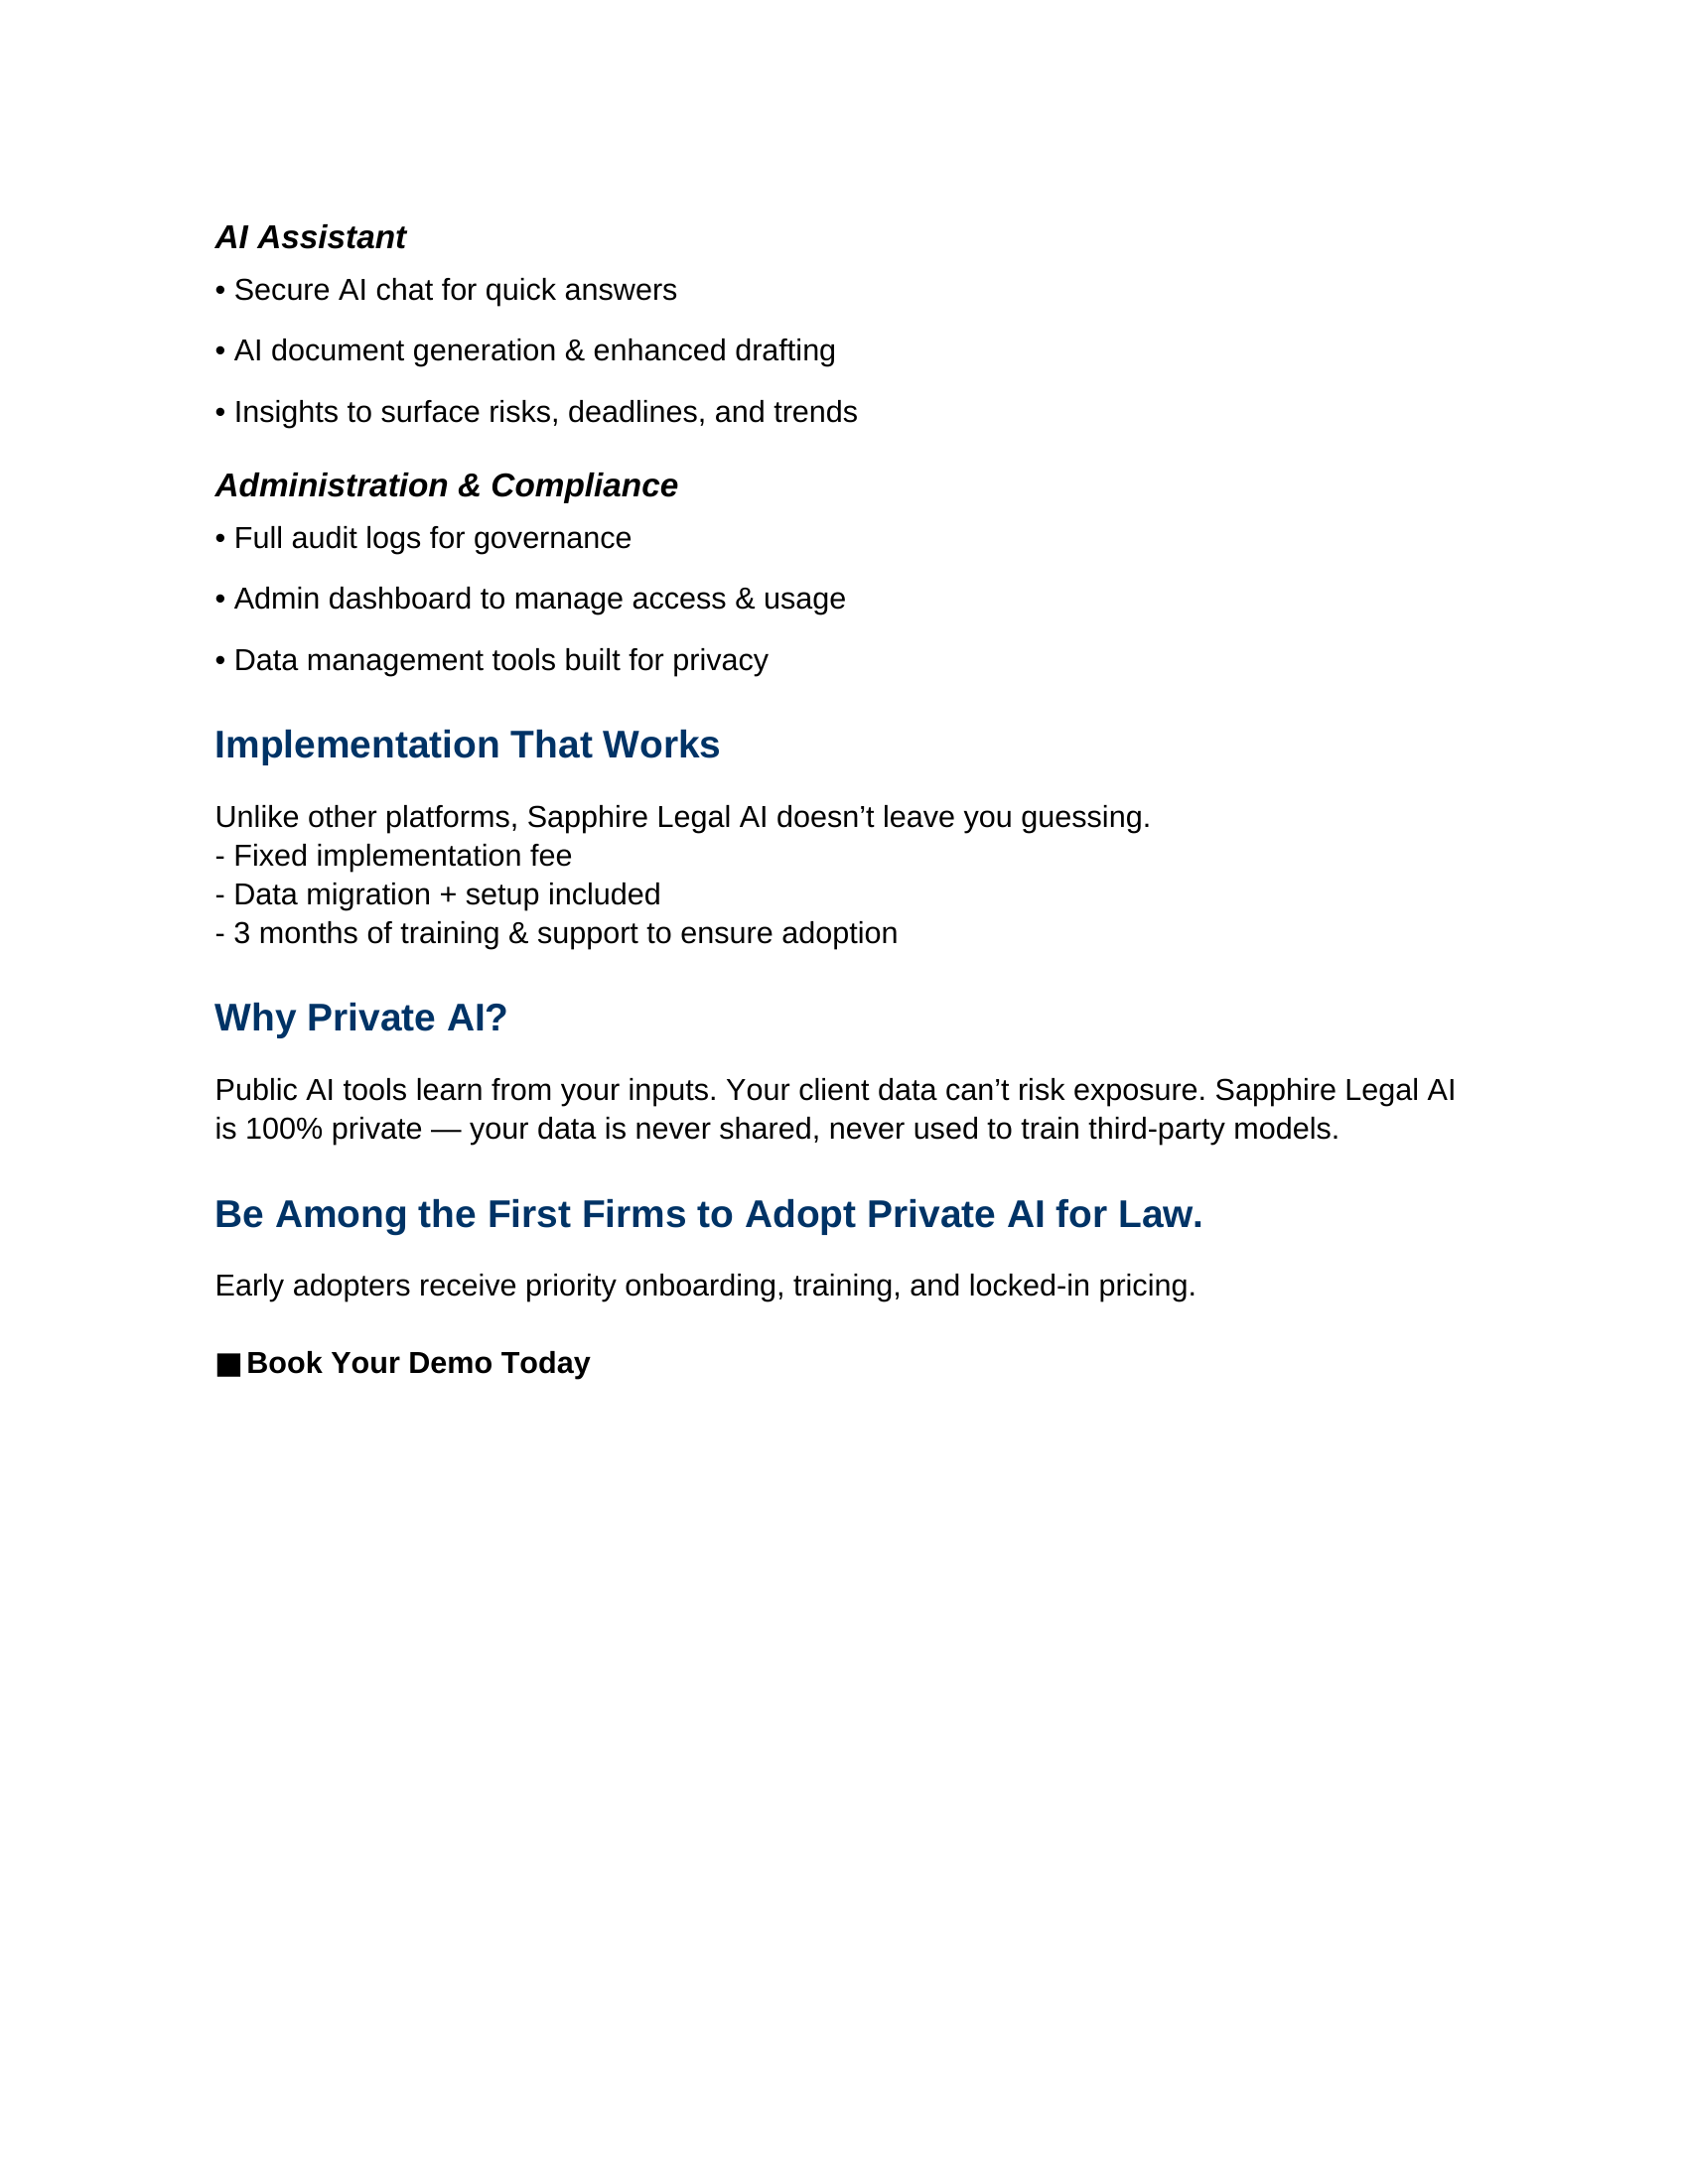 AI Assistant
• Secure AI chat for quick answers
• AI document generation & enhanced drafting
• Insights to surface risks, deadlines, and trends
Administration & Compliance
• Full audit logs for governance
• Admin dashboard to manage access & usage
• Data management tools built for privacy
Implementation That Works
Unlike other platforms, Sapphire Legal AI doesn’t leave you guessing.
- Fixed implementation fee
- Data migration + setup included
- 3 months of training & support to ensure adoption
Why Private AI?
Public AI tools learn from your inputs. Your client data can’t risk exposure. Sapphire Legal AI
is 100% private — your data is never shared, never used to train third-party models.
Be Among the First Firms to Adopt Private AI for Law.
Early adopters receive priority onboarding, training, and locked-in pricing.
■ Book Your Demo Today